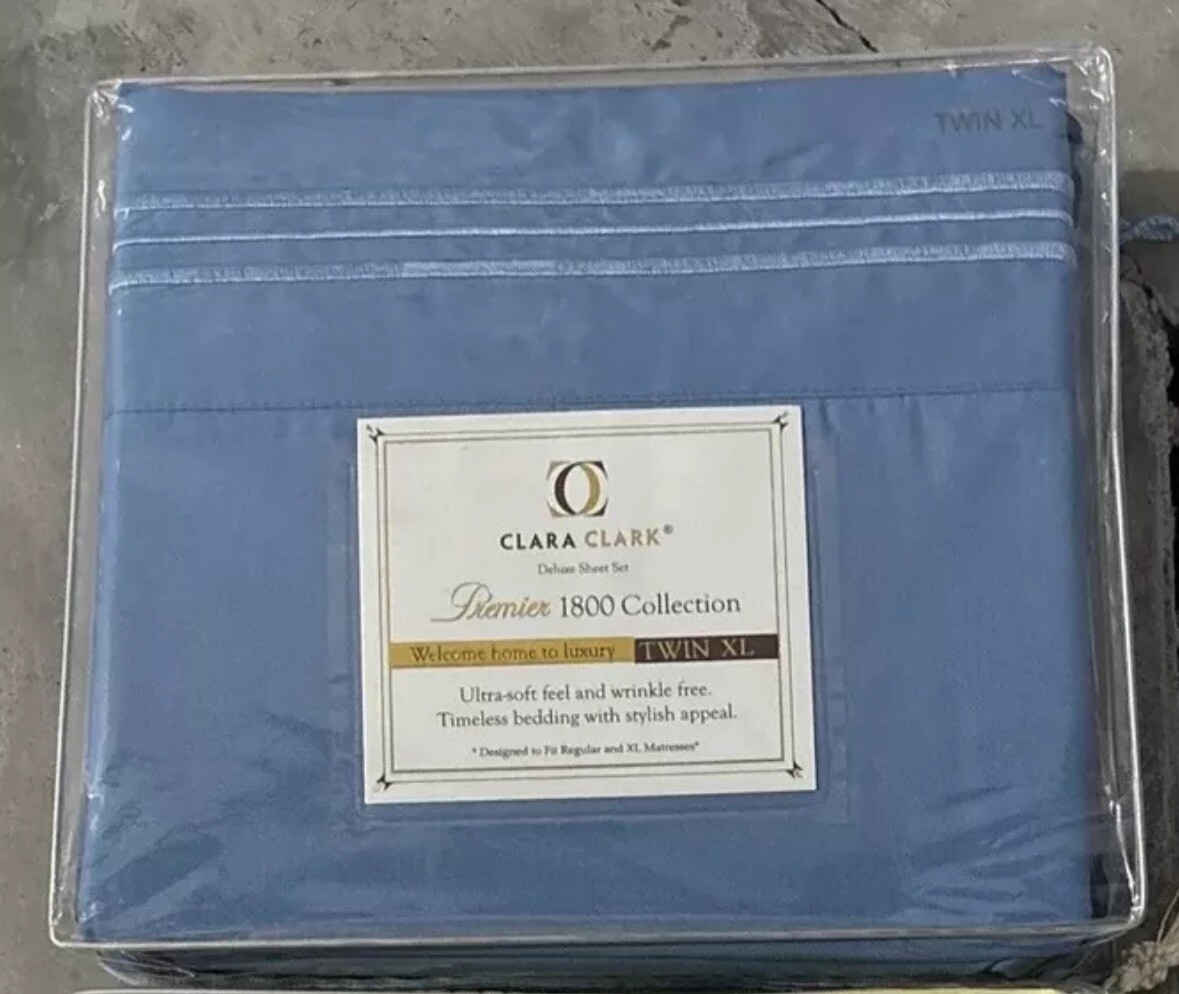 TWIN XL
CLARA CLARK®
Deluxe Sheet Set
Premier 1800 Collection
Welcome home to luxury TWIN XL
Ultra-soft feel and wrinkle free.
Timeless bedding with stylish appeal.
* Designed to Fit Regular and XL Matresses*